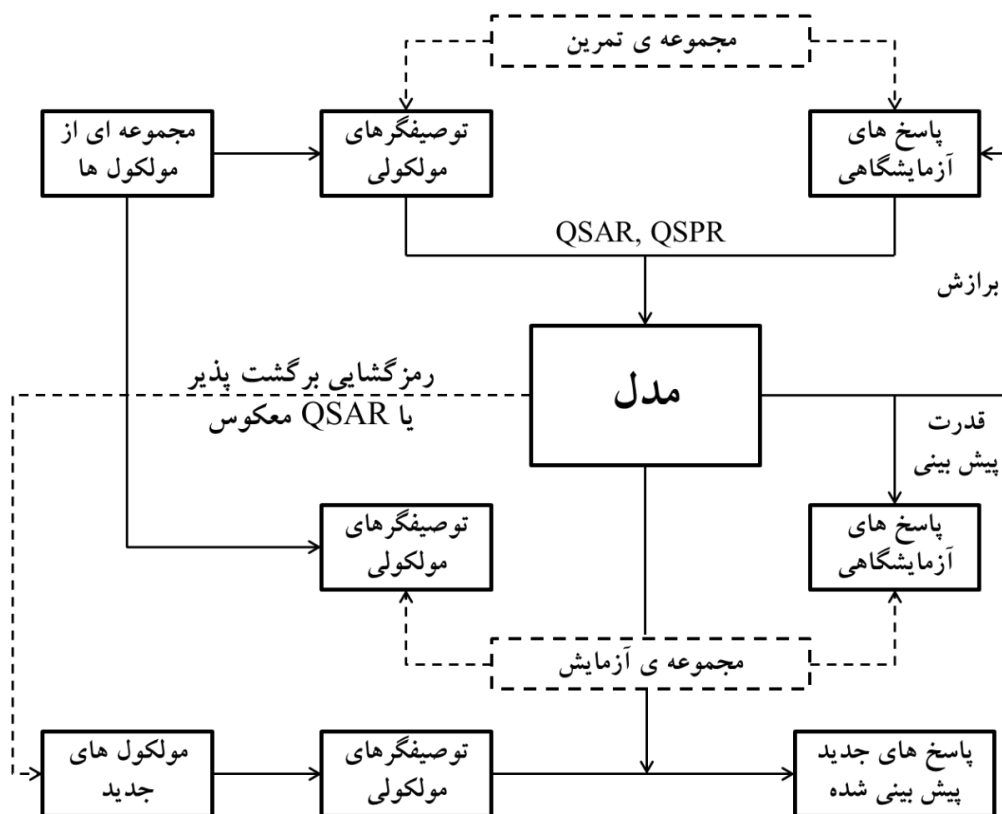 مجموعه ی تمرین
مجموعه ای از
مولکول ها
توصیفگرهای
مولکولی
پاسخ های
آزمایشگاهی
QSAR, QSPR
برازش
مدل
رمزگشایی برگشت پذیر
یا QSAR معکوس
قدرت
پیش بینی
توصیفگرهای
مولکولی
پاسخ های
آزمایشگاهی
مجموعه ی آزمایش
مولکول های
جدید
توصیفگرهای
مولکولی
پاسخ های جدید
پیش بینی شده